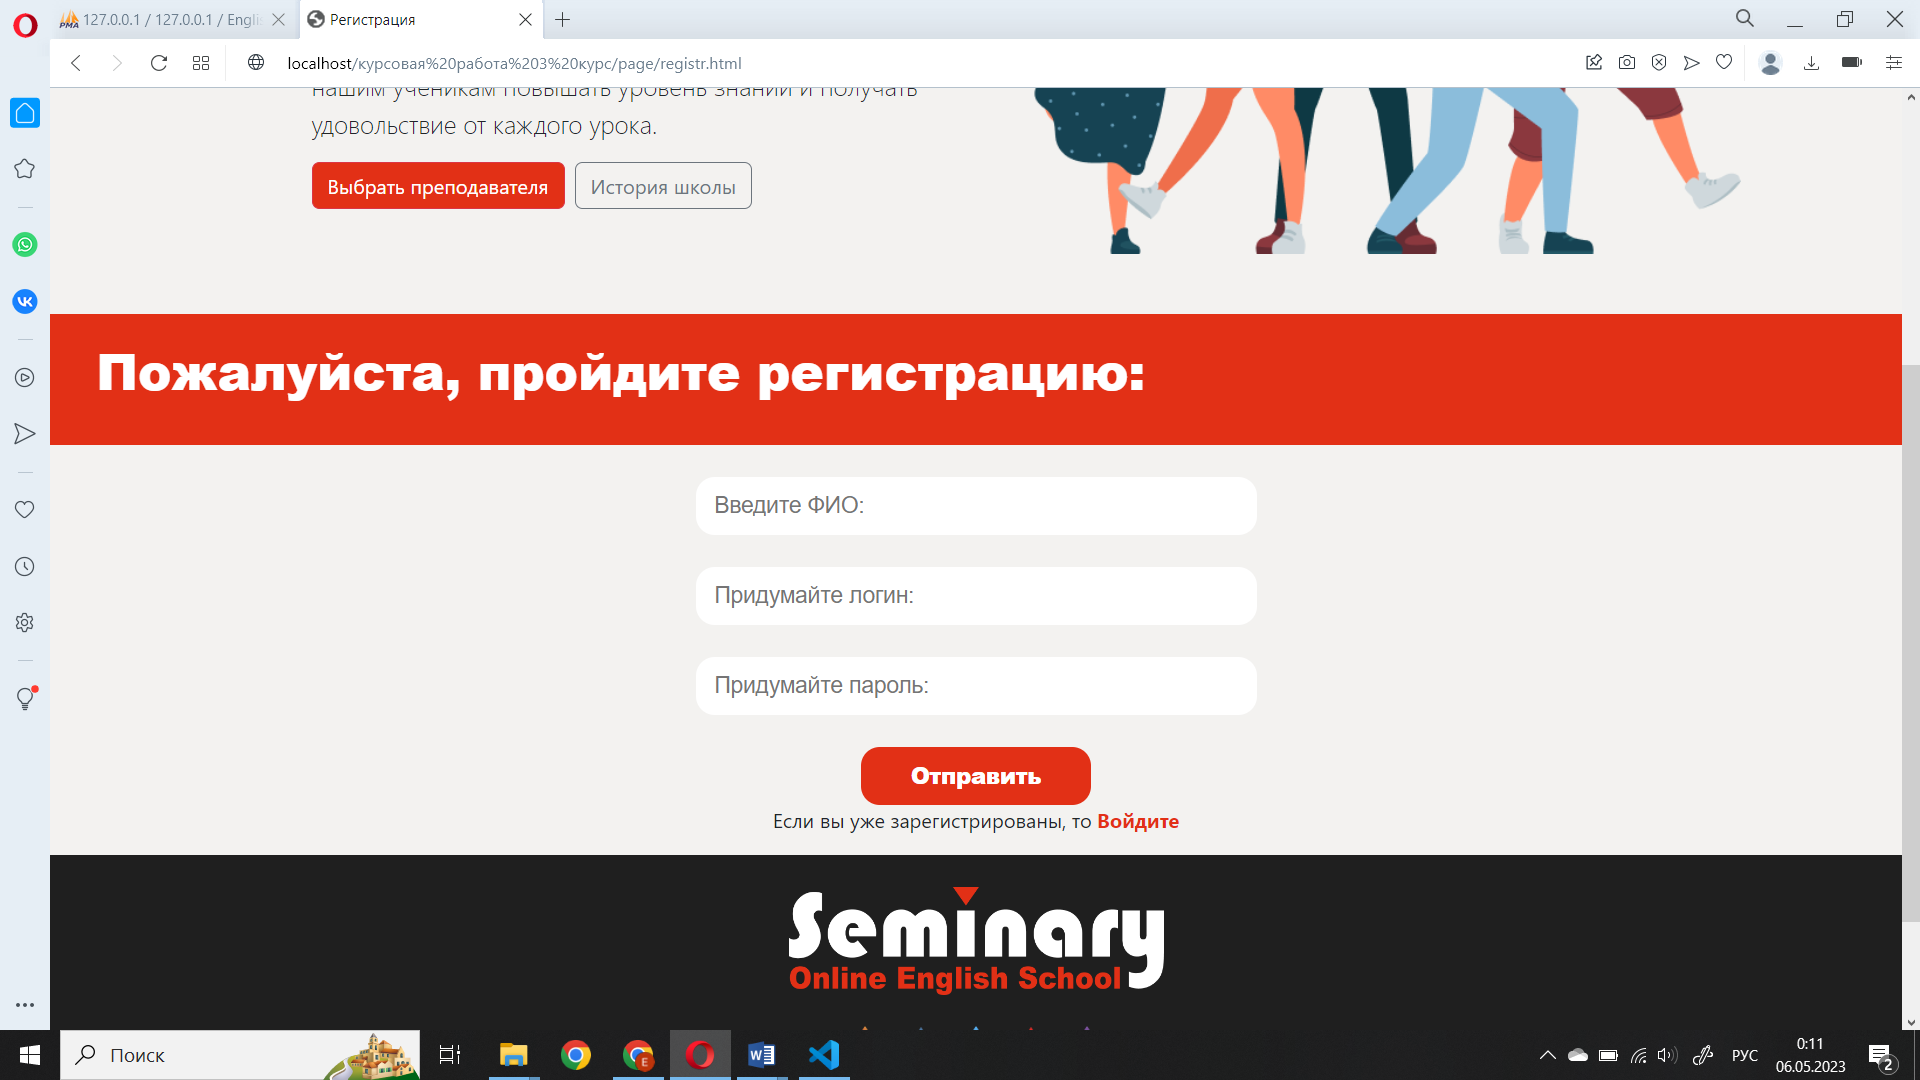 127.0.0.1 / 127.0.0.1 / Engli
Регистрация
localhost/курсовая%20работа%203%20курс/page/registr.html
нашим ученикам повышать уровень знаний и получать
удовольствие от каждого урока.
Выбрать преподавателя
История школы
Пожалуйста, пройдите регистрацию:
Введите ФИО:
Придумайте логин:
Придумайте пароль:
Отправить
Если вы уже зарегистрированы, то Войдите
Seminary
Online English School
Поиск
РУС
0:11
06.05.2023
2